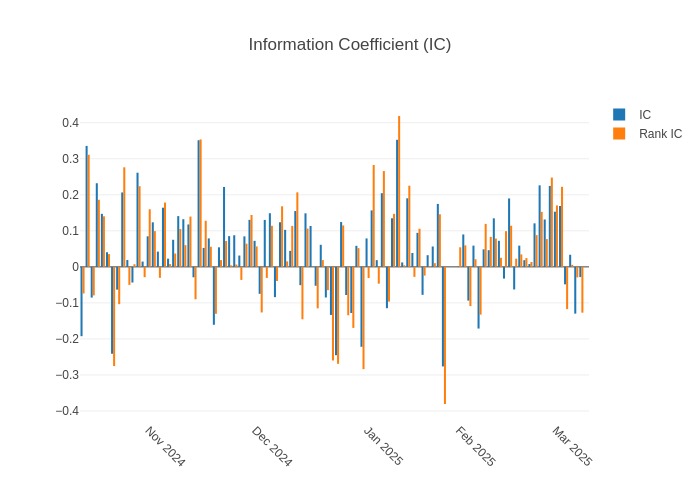 Information Coefficient (IC)
IC
Rank IC
0.4
0.3
0.2
0.1
0
−0.1
−0.2
−0.3
−0.4
Nov 2024
Dec 2024
Jan 2025
Feb 2025
Mar 2025